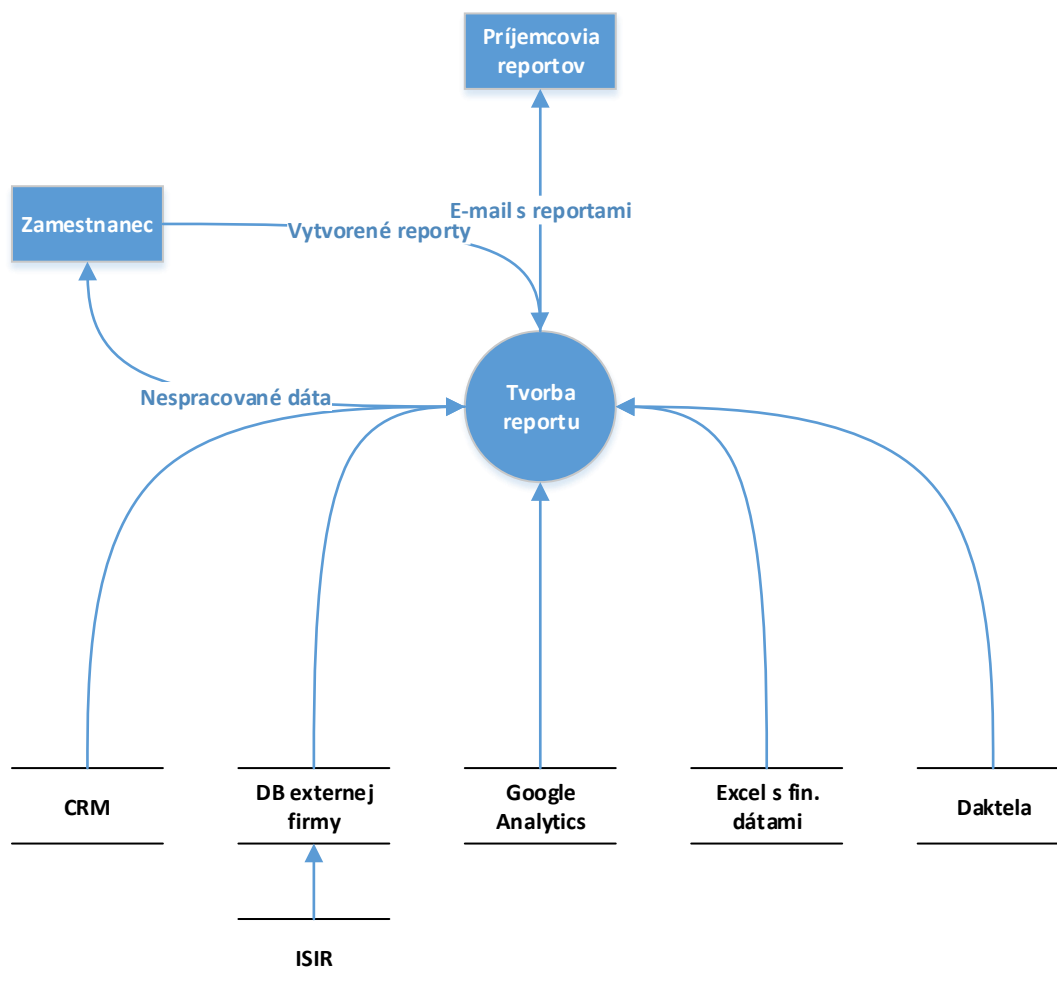 Príjemcovia
reportov
Zamestnanec
E-mail s reportami
Vytvorené reporty
Nespracované dáta
Tvorba
reportu
CRM
DB externej
firmy
Google
Analytics
Excel s fin.
dátami
Daktela
ISIR